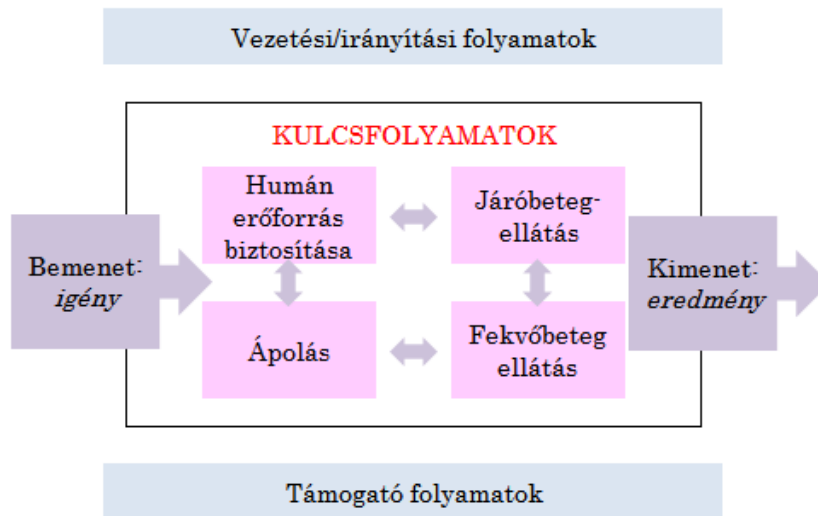 Vezetési/irányítási folyamatok
KULCSFOLYAMATOK
Humán
erőforrás
biztosítása
Járóbeteg-
ellátás
Bemenet:
igény
Kimenet:
eredmény
Ápolás
Fekvőbeteg
ellátás
Támogató folyamatok